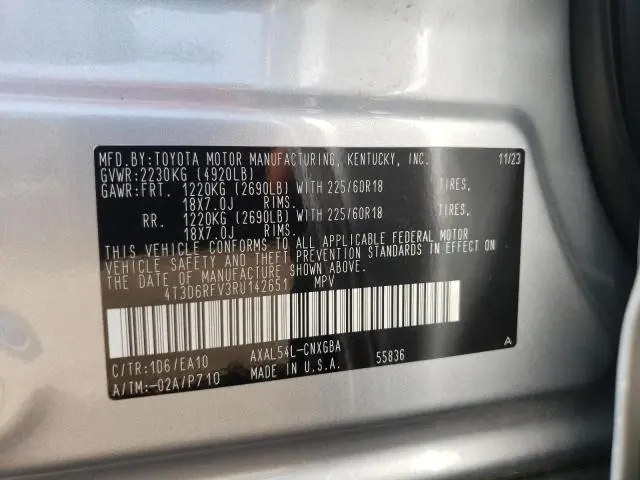 MFD.BY:TOYOTA MOTOR MANUFACTURING, KENTUCKY, INC. 11/23
GVWR:2230KG (4920LB)
GAWR:FRT. 1220KG (2690LB) WITH 225/60R18 TIRES,
18X7.0J RIMS.
RR. 1220KG (2690LB) WITH 225/60R18 TIRES,
18X7.0J RIMS.
THIS VEHICLE CONFORMS TO ALL APPLICABLE FEDERAL MOTOR
VEHICLE SAFETY AND THEFT PREVENTION STANDARDS IN EFFECT ON
THE DATE OF MANUFACTURE SHOWN ABOVE.
4T3D6RFV3RU142651 MPV
C/TR:1D6/EA10 AXAL54L-CNXGBA 55836 A
A/TM:-02A/P710 MADE IN U.S.A.